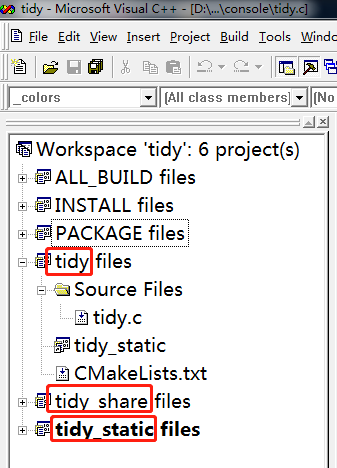 tidy - Microsoft Visual C++ - [D:\...\console\tidy.c]
File Edit View Insert Project Build Tools Window Help
_colors [All class members] [No
Workspace 'tidy': 6 project(s)
ALL_BUILD files
INSTALL files
PACKAGE files
tidy files
Source Files
tidy.c
tidy_static
CMakeLists.txt
tidy_share files
tidy_static files